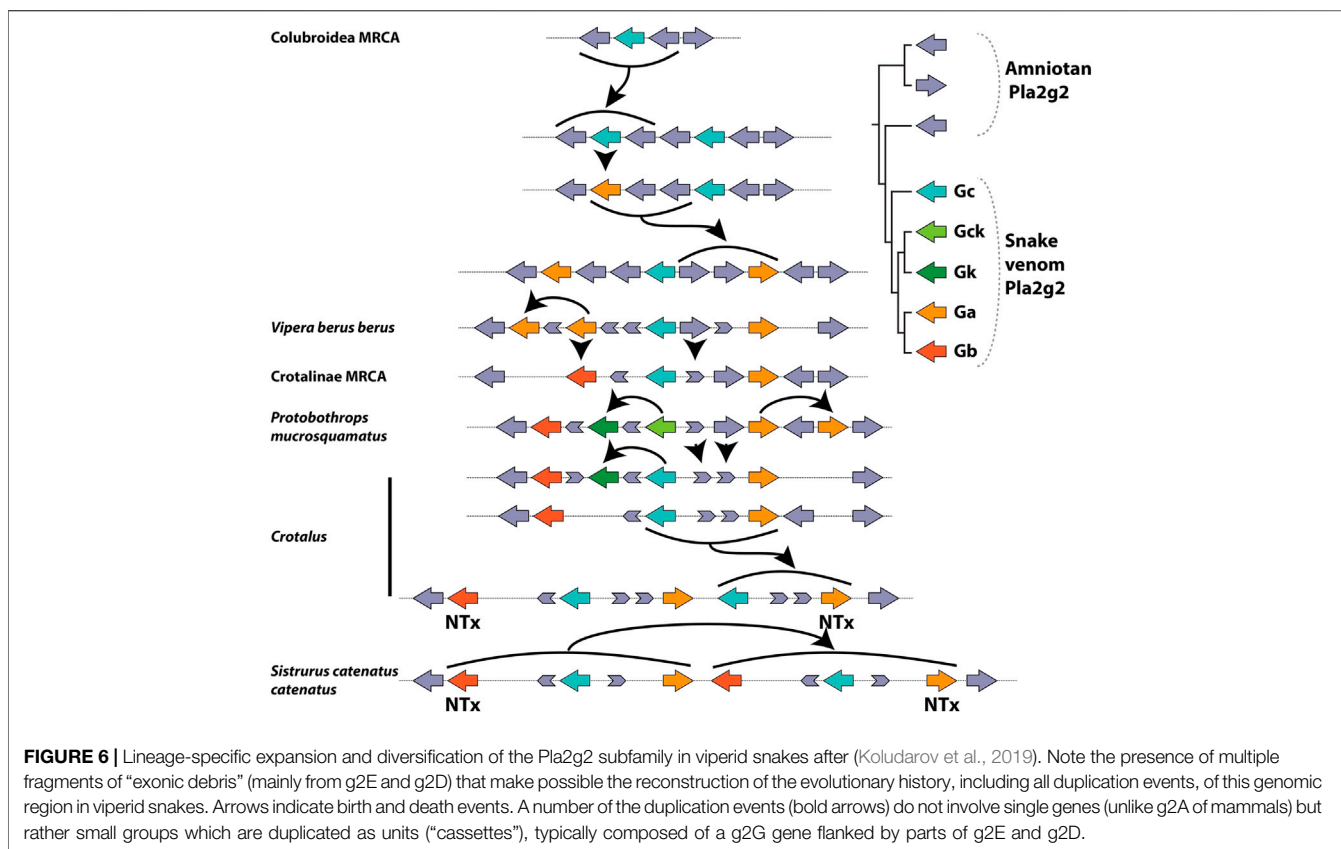 Colubroidea MRCA
Amniotan
Pla2g2
Gc
Gck
Snake
venom
Pla2g2
Gk
Ga
Vipera berus berus
Gb
Crotalinae MRCA
Protobothrops
mucrosquamatus
Crotalus
NTx
NTx
Sistrurus catenatus
catenatus
NTx
NTx
FIGURE 6 | Lineage-specific expansion and diversification of the Pla2g2 subfamily in viperid snakes after (Koludarov et al., 2019). Note the presence of multiple
fragments of “exonic debris” (mainly from g2E and g2D) that make possible the reconstruction of the evolutionary history, including all duplication events, of this genomic
region in viperid snakes. Arrows indicate birth and death events. A number of the duplication events (bold arrows) do not involve single genes (unlike g2A of mammals) but
rather small groups which are duplicated as units (“cassettes”), typically composed of a g2G gene flanked by parts of g2E and g2D.